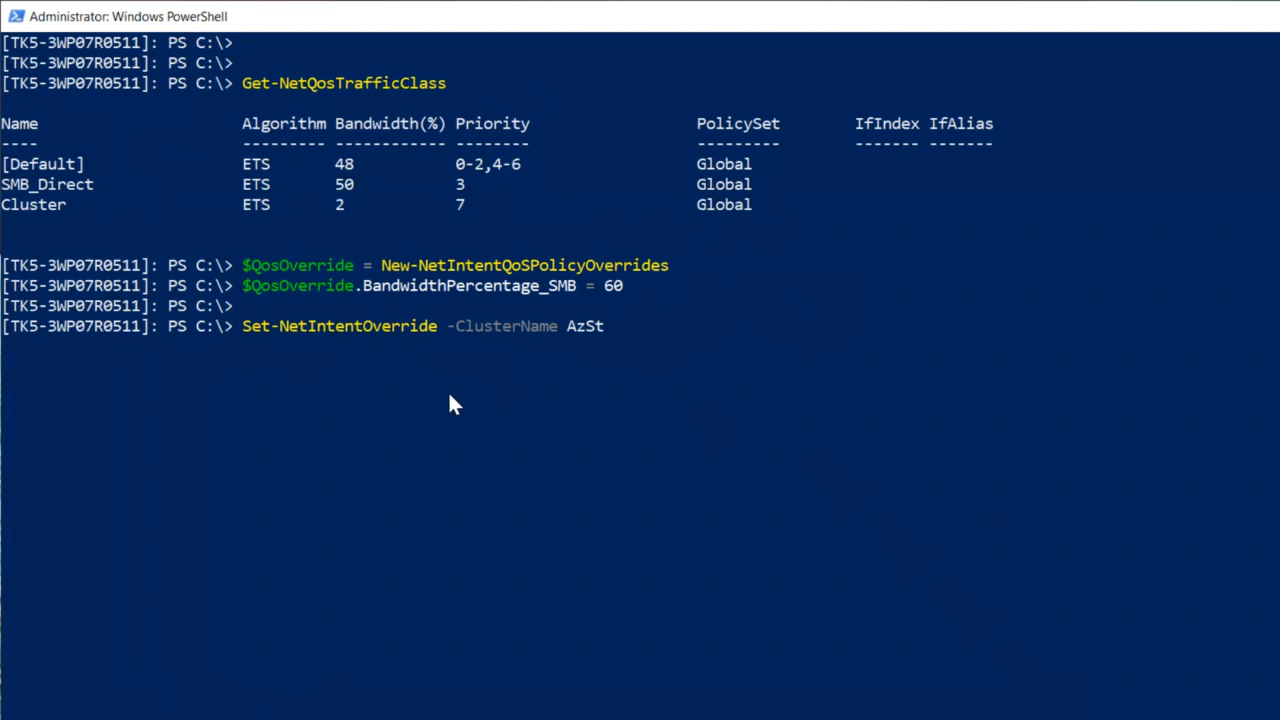 Administrator: Windows PowerShell
[TK5-3WP07R0511]: PS C:\>
[TK5-3WP07R0511]: PS C:\>
[TK5-3WP07R0511]: PS C:\> Get-NetQosTrafficClass
Name Algorithm Bandwidth(%) Priority PolicySet IfIndex IfAlias
---- --------- ------------ -------- --------- ------- -------
[Default] ETS 48 0-2,4-6 Global
SMB_Direct ETS 50 3 Global
Cluster ETS 2 7 Global
[TK5-3WP07R0511]: PS C:\> $QosOverride = New-NetIntentQoSPolicyOverrides
[TK5-3WP07R0511]: PS C:\> $QosOverride.BandwidthPercentage_SMB = 60
[TK5-3WP07R0511]: PS C:\>
[TK5-3WP07R0511]: PS C:\> Set-NetIntentOverride -ClusterName AzSt